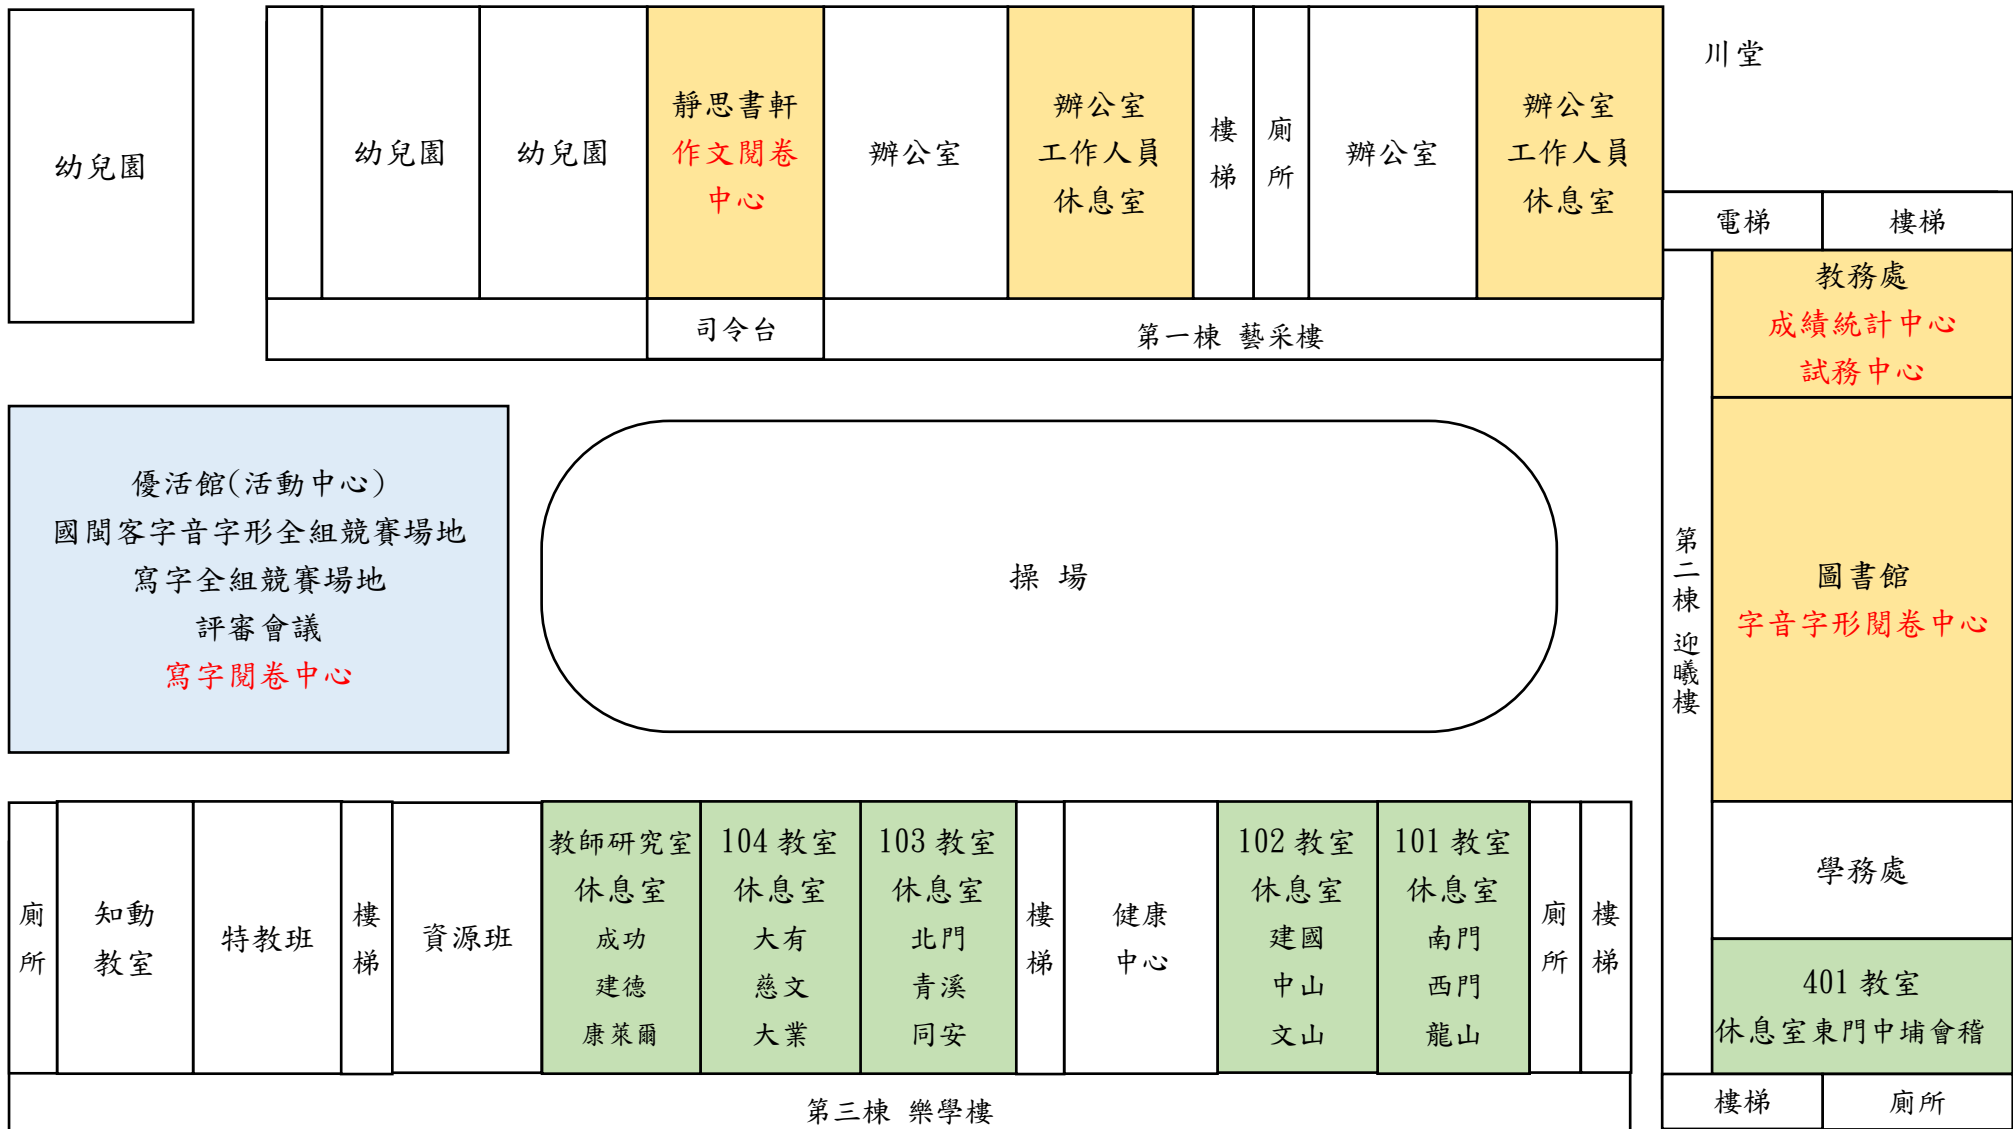 幼兒園
幼兒園
幼兒園
靜思書軒
作文閱卷
中心
辦公室
辦公室
工作人員
休息室
樓
梯
廁
所
辦公室
辦公室
工作人員
休息室
川堂
司令台
第一棟 藝采樓
電梯
樓梯
教務處
成績統計中心
試務中心
優活館(活動中心)
國閩客字音字形全組競賽場地
寫字全組競賽場地
評審會議
寫字閱卷中心
操 場
第二棟 迎曦樓
圖書館
字音字形閱卷中心
學務處
401 教室
休息室東門中埔會稽
樓梯
廁所
廁
所
知動
教室
特教班
樓
梯
資源班
教師研究室
休息室
成功
建德
康萊爾
104 教室
休息室
大有
慈文
大業
103 教室
休息室
北門
青溪
同安
樓
梯
健康
中心
102 教室
休息室
建國
中山
文山
101 教室
休息室
南門
西門
龍山
廁
所
樓
梯
第三棟 樂學樓